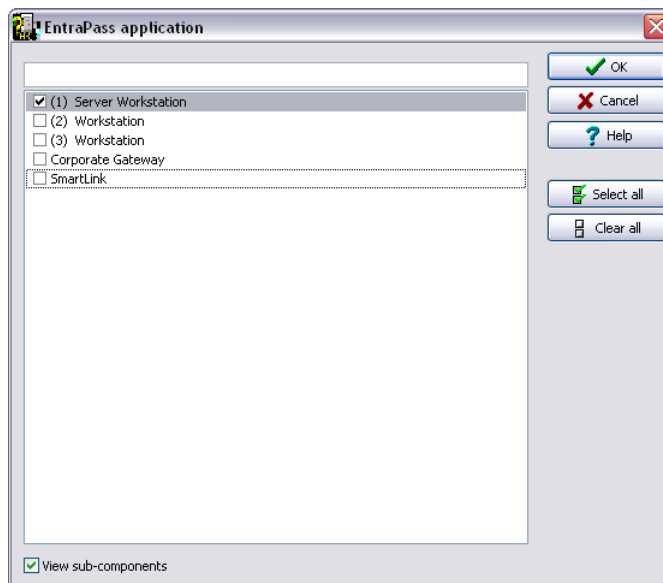 EntraPass application
OK
(1) Server Workstation
Cancel
(2) Workstation
(3) Workstation
Help
Corporate Gateway
SmartLink
Select all
Clear all
View sub-components